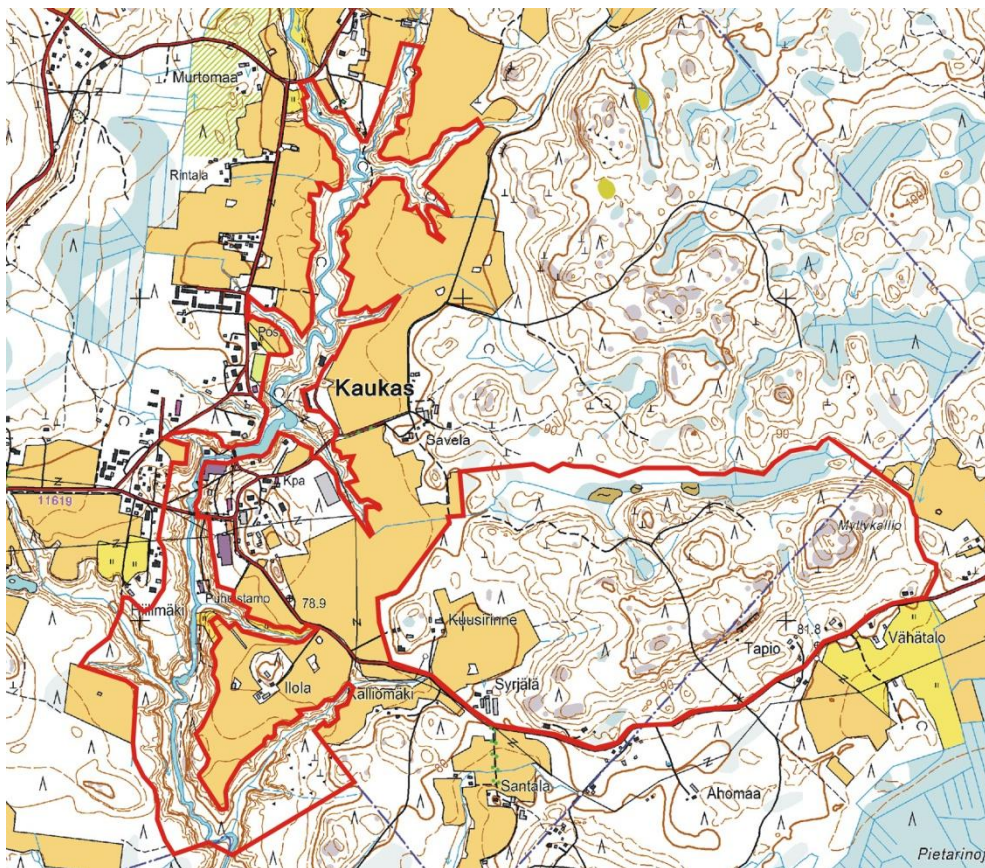 Murtomaa
Rintala
Pos.
Kaukas
Savela
90
98
Kpa
11619
Myllykallio
Hiilimäki
Puhdistamo
78.9
Kuusirinne
81.8
Tapio
Vähätalo
Ilola
Kalliomäki
Syrjälä
Santala
Ahomaa